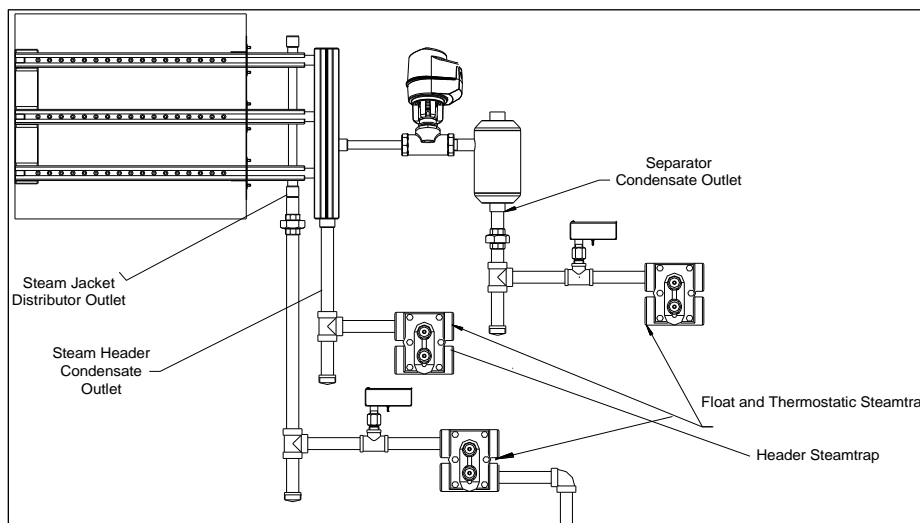 Separator
Condensate Outlet
Steam Jacket
Distributor Outlet
Steam Header
Condensate
Outlet
Float and Thermostatic Steamtra
Header Steamtrap